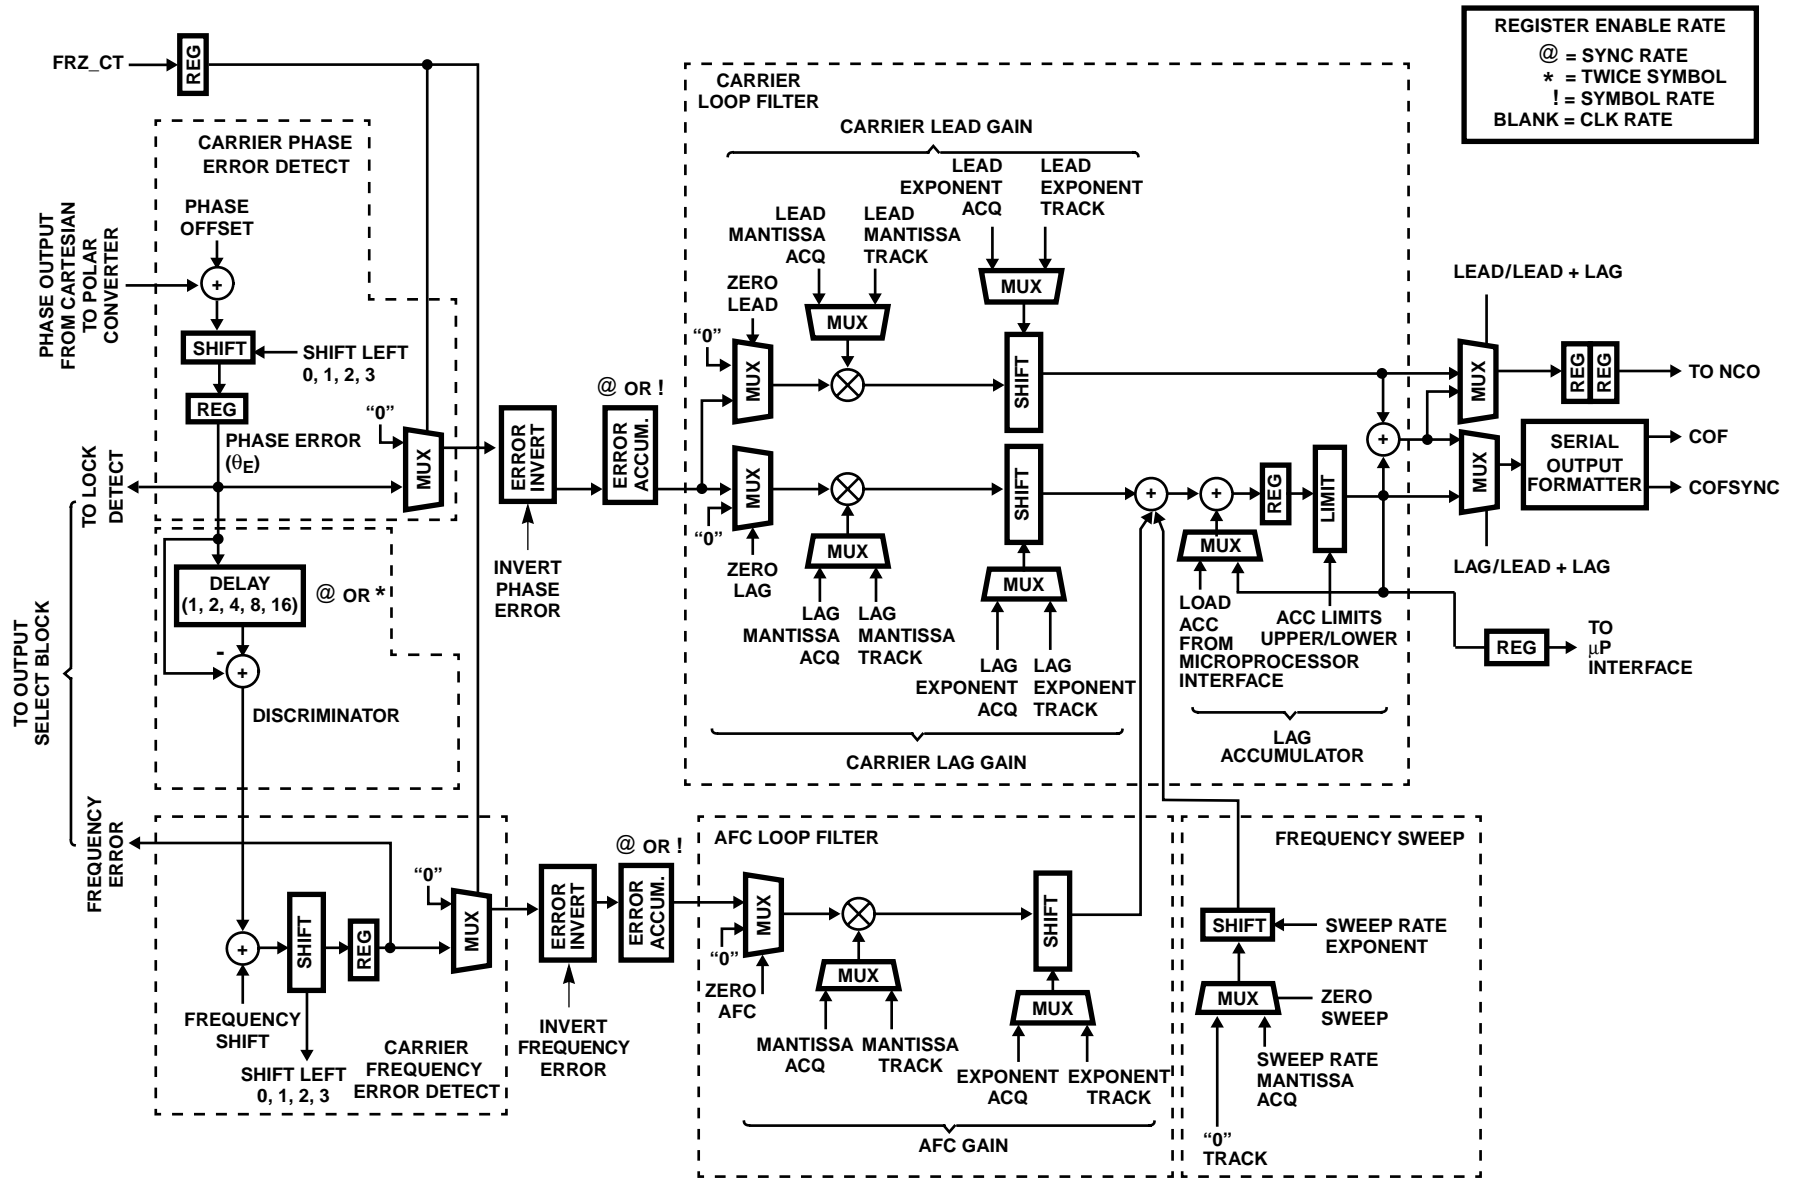 REGISTER ENABLE RATE
@ = SYNC RATE
* = TWICE SYMBOL
! = SYMBOL RATE
BLANK = CLK RATE
FRZ_CT
REG
CARRIER PHASE
ERROR DETECT
PHASE OUTPUT
FROM CARTESIAN
TO POLAR
CONVERTER
PHASE
OFFSET
+
SHIFT
SHIFT LEFT
0, 1, 2, 3
REG
PHASE ERROR
(θE)
“0”
MUX
TO LOCK
DETECT
TO OUTPUT
SELECT BLOCK
DELAY
(1, 2, 4, 8, 16)
@ OR *
-
+
DISCRIMINATOR
FREQUENCY
ERROR
+
FREQUENCY
SHIFT
SHIFT
SHIFT LEFT
0, 1, 2, 3
REG
“0”
MUX
CARRIER
FREQUENCY
ERROR DETECT
ERROR
INVERT
INVERT
PHASE
ERROR
@ OR !
ERROR
ACCUM.
ERROR
INVERT
INVERT
FREQUENCY
ERROR
@ OR !
ERROR
ACCUM.
CARRIER
LOOP FILTER
CARRIER LEAD GAIN
LEAD
EXPONENT
ACQ
LEAD
EXPONENT
TRACK
LEAD
MANTISSA
ACQ
LEAD
MANTISSA
TRACK
ZERO
LEAD
“0”
MUX
MUX
MUX
SHIFT
MUX
“0”
ZERO
LAG
MUX
LAG
MANTISSA
ACQ
LAG
MANTISSA
TRACK
SHIFT
MUX
LAG
EXPONENT
ACQ
LAG
EXPONENT
TRACK
CARRIER LAG GAIN
+
+
REG
LIMIT
MUX
LOAD
ACC
FROM
MICROPROCESSOR
INTERFACE
ACC LIMITS
UPPER/LOWER
LAG
ACCUMULATOR
+
LEAD/LEAD + LAG
MUX
REG
REG
TO NCO
MUX
LAG/LEAD + LAG
SERIAL
OUTPUT
FORMATTER
COF
COFSYNC
REG
TO
μP
INTERFACE
AFC LOOP FILTER
MUX
“0”
ZERO
AFC
MUX
MANTISSA
ACQ
MANTISSA
TRACK
SHIFT
MUX
EXPONENT
ACQ
EXPONENT
TRACK
AFC GAIN
FREQUENCY SWEEP
SHIFT
SWEEP RATE
EXPONENT
MUX
ZERO
SWEEP
SWEEP RATE
MANTISSA
ACQ
“0”
TRACK